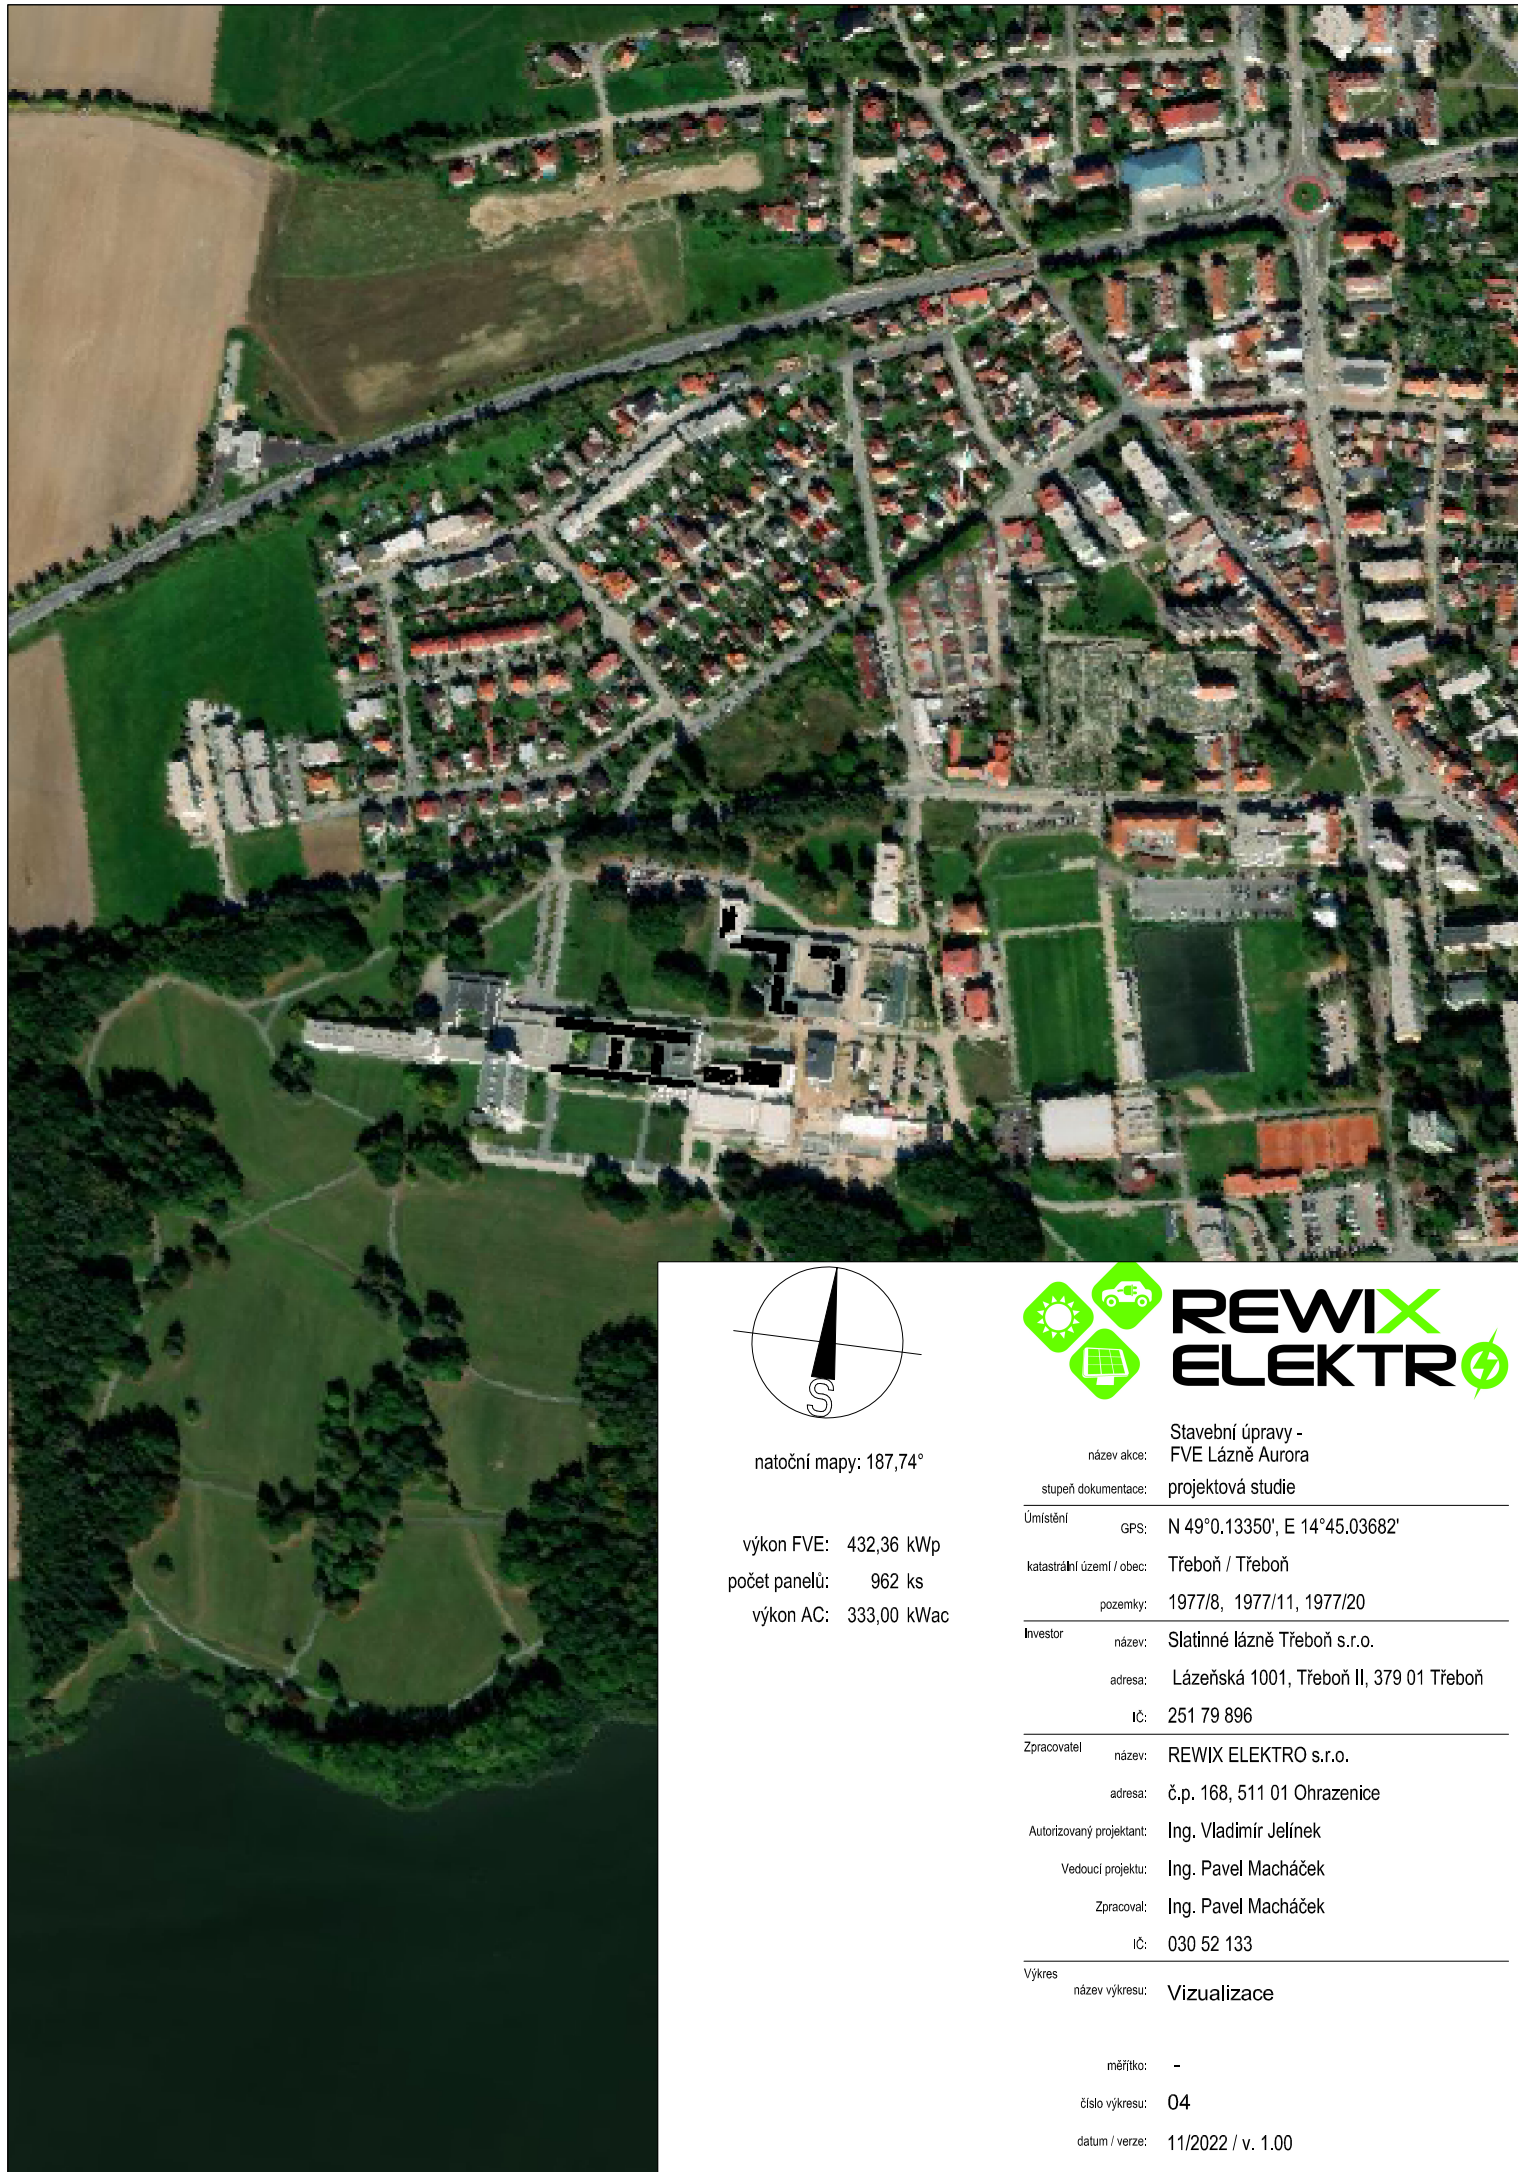 S
natoční mapy: 187,74°
výkon FVE: 432,36 kWp
počet panelů: 962 ks
výkon AC: 333,00 kWac
REWIX
ELEKTRO
název akce: Stavební úpravy -
FVE Lázně Aurora
stupeň dokumentace: projektová studie
Úmístění
GPS: N 49°0.13350', E 14°45.03682'
katastrální území / obec: Třeboň / Třeboň
pozemky: 1977/8, 1977/11, 1977/20
Investor
název: Slatinné lázně Třeboň s.r.o.
adresa: Lázeňská 1001, Třeboň II, 379 01 Třeboň
IČ: 251 79 896
Zpracovatel
název: REWIX ELEKTRO s.r.o.
adresa: č.p. 168, 511 01 Ohrazenice
Autorizovaný projektant: Ing. Vladimír Jelínek
Vedoucí projektu: Ing. Pavel Macháček
Zpracoval: Ing. Pavel Macháček
IČ: 030 52 133
Výkres
název výkresu: Vizualizace
měřítko: -
číslo výkresu: 04
datum / verze: 11/2022 / v. 1.00